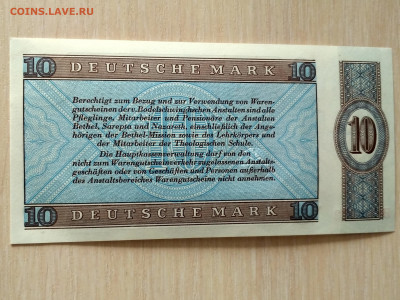 COINS.LAVE.RU
10 DEUTSCHE MARK 10
Berechtigt zum Bezug und zur Verwendung von Waren-
gutscheinen der v. Bodelschwinghschen Anstalten sind alle
Pfleglinge, Mitarbeiter und Pensionäre der Anstalten
Bethel, Sarepta und Nazareth, einschließlich der Ange-
hörigen der Bethel-Mission sowie des Lehrkörpers und
der Mitarbeiter der Theologischen Schule.
Die Hauptkassenverwaltung darf von den
nicht zum Warengutscheinverkehr zugelassenen Anstalts-
geschäften oder von Geschäften und Personen außerhalb
des Anstaltsbereiches Warengutscheine nicht annehmen.
10
10 DEUTSCHE MARK 10